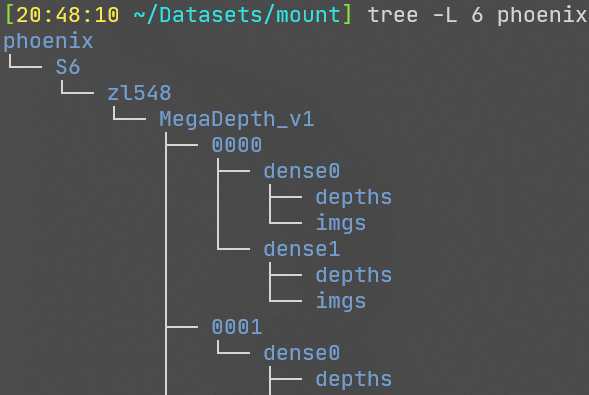 [20:48:10 ~/Datasets/mount] tree -L 6 phoenix
phoenix
└── S6
    └── zl548
        └── MegaDepth_v1
            ├── 0000
            │   ├── dense0
            │   │   ├── depths
            │   │   └── imgs
            │   └── dense1
            │       ├── depths
            │       └── imgs
            ├── 0001
            │   └── dense0
            │       ├── depths